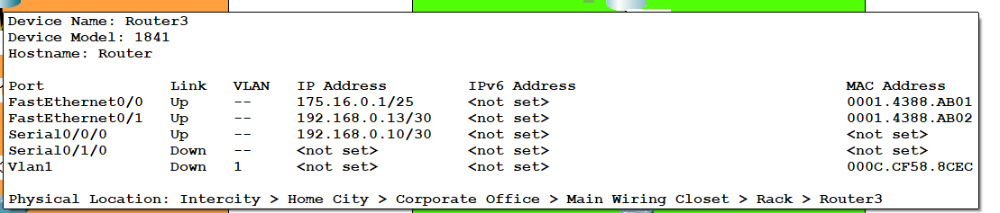 Device Name: Router3
Device Model: 1841
Hostname: Router
Port Link VLAN IP Address IPv6 Address MAC Address
FastEthernet0/0 Up -- 175.16.0.1/25 <not set> 0001.4388.AB01
FastEthernet0/1 Up -- 192.168.0.13/30 <not set> 0001.4388.AB02
Serial0/0/0 Up -- 192.168.0.10/30 <not set> <not set>
Serial0/1/0 Down -- <not set> <not set> <not set>
Vlan1 Down 1 <not set> <not set> 000C.CF58.8CEC
Physical Location: Intercity > Home City > Corporate Office > Main Wiring Closet > Rack > Router3